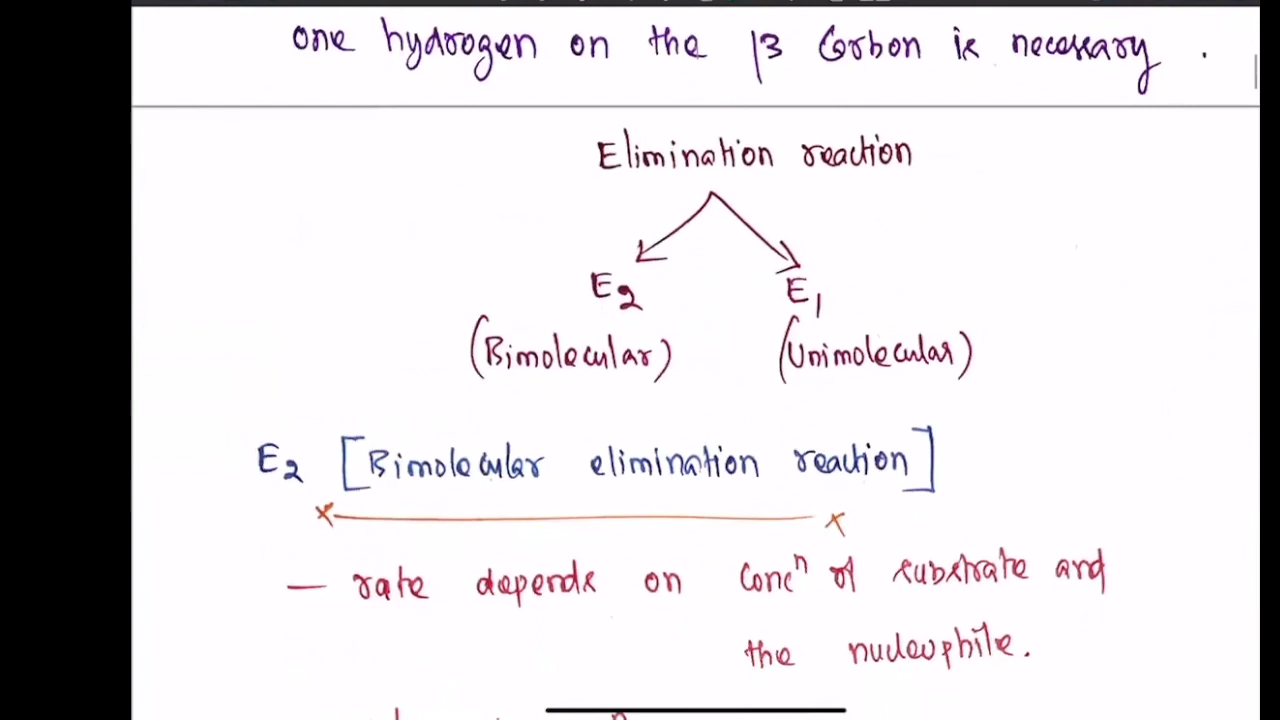 one hydrogen on the β Carbon is necessary .
Elimination reaction
E₂ E₁
(Bimolecular) (Unimolecular)
E₂ [Bimolecular elimination reaction]
— rate depends on Concⁿ of substrate and
the nucleophile.